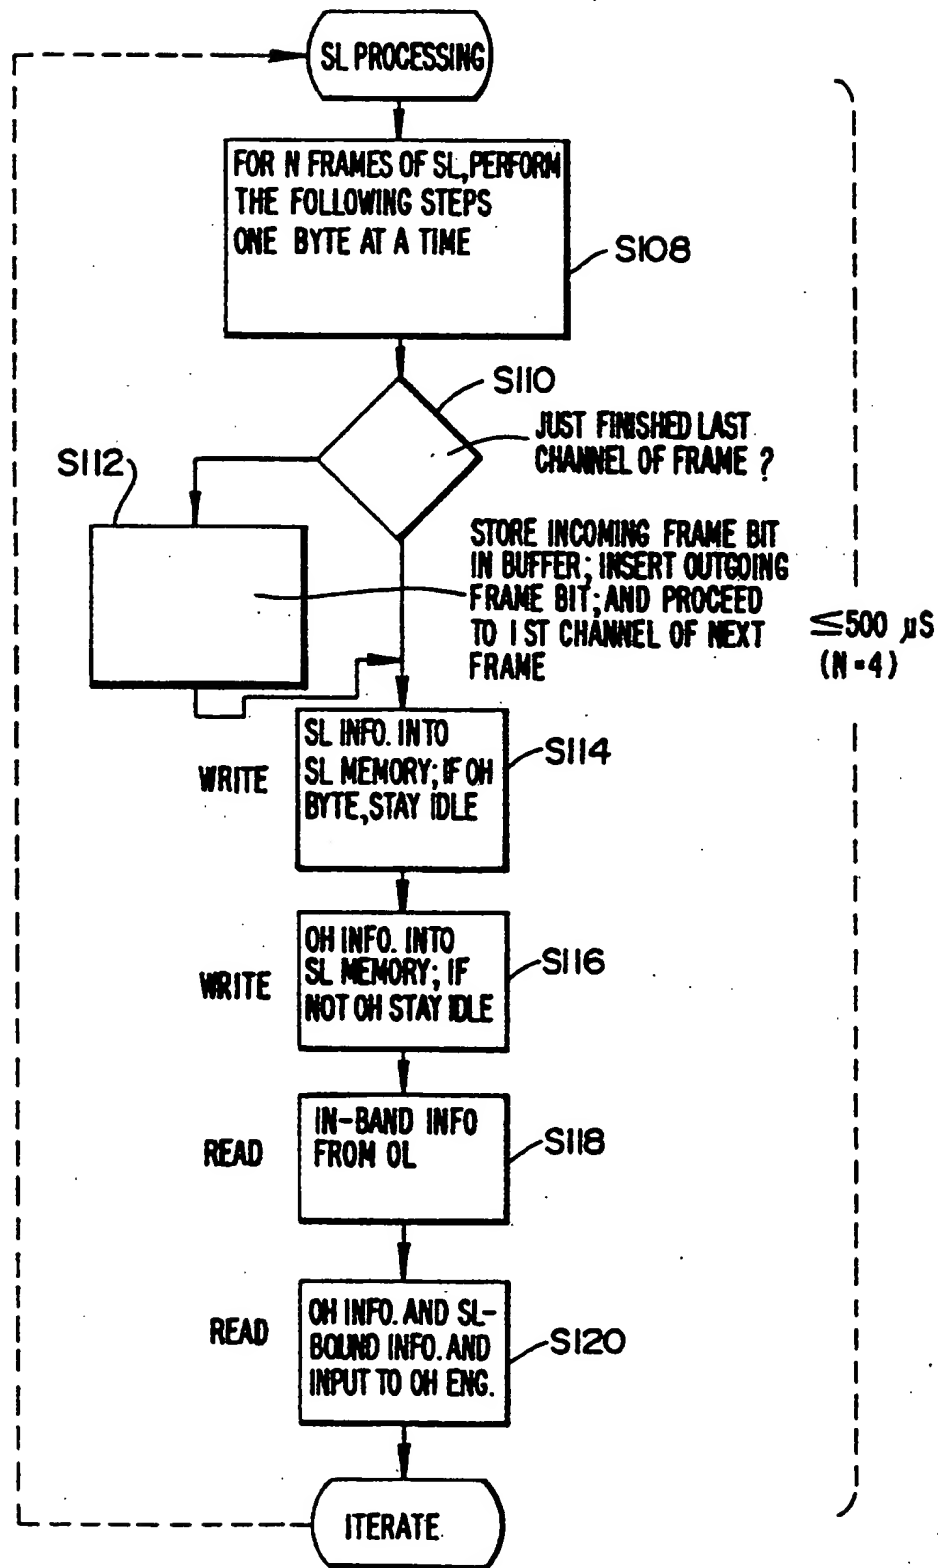 SL PROCESSING
FOR N FRAMES OF SL, PERFORM
THE FOLLOWING STEPS
ONE BYTE AT A TIME
S108
S110
JUST FINISHED LAST
CHANNEL OF FRAME ?
S112
STORE INCOMING FRAME BIT
IN BUFFER; INSERT OUTGOING
FRAME BIT; AND PROCEED
TO 1 ST CHANNEL OF NEXT
FRAME
≤500 µS
(N=4)
WRITE
SL INFO. INTO
SL MEMORY; IF OH
BYTE, STAY IDLE
S114
WRITE
OH INFO. INTO
SL MEMORY; IF
NOT OH STAY IDLE
S116
READ
IN-BAND INFO
FROM OL
S118
READ
OH INFO. AND SL-
BOUND INFO. AND
INPUT TO OH ENG.
S120
ITERATE